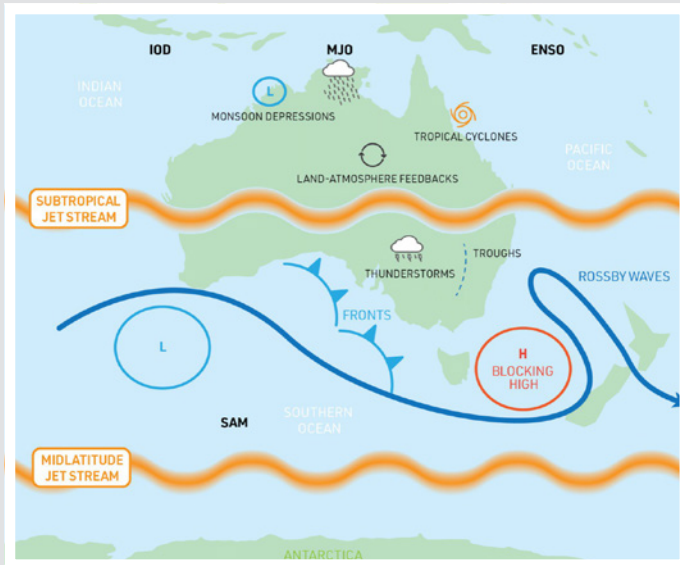 IOD
MJO
ENSO
INDIAN
OCEAN
L
MONSOON DEPRESSIONS
TROPICAL CYCLONES
PACIFIC
OCEAN
LAND-ATMOSPHERE FEEDBACKS
SUBTROPICAL
JET STREAM
THUNDERSTORMS
TROUGHS
ROSSBY WAVES
FRONTS
L
H
BLOCKING
HIGH
SAM
SOUTHERN
OCEAN
MIDLATITUDE
JET STREAM
ANTARCTICA